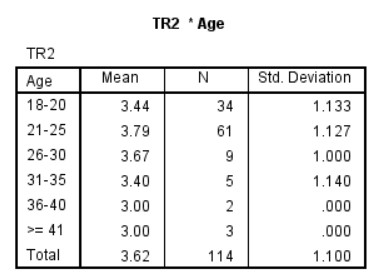 TR2 * Age
TR2
Age Mean N Std. Deviation
18-20 3.44 34 1.133
21-25 3.79 61 1.127
26-30 3.67 9 1.000
31-35 3.40 5 1.140
36-40 3.00 2 .000
>= 41 3.00 3 .000
Total 3.62 114 1.100